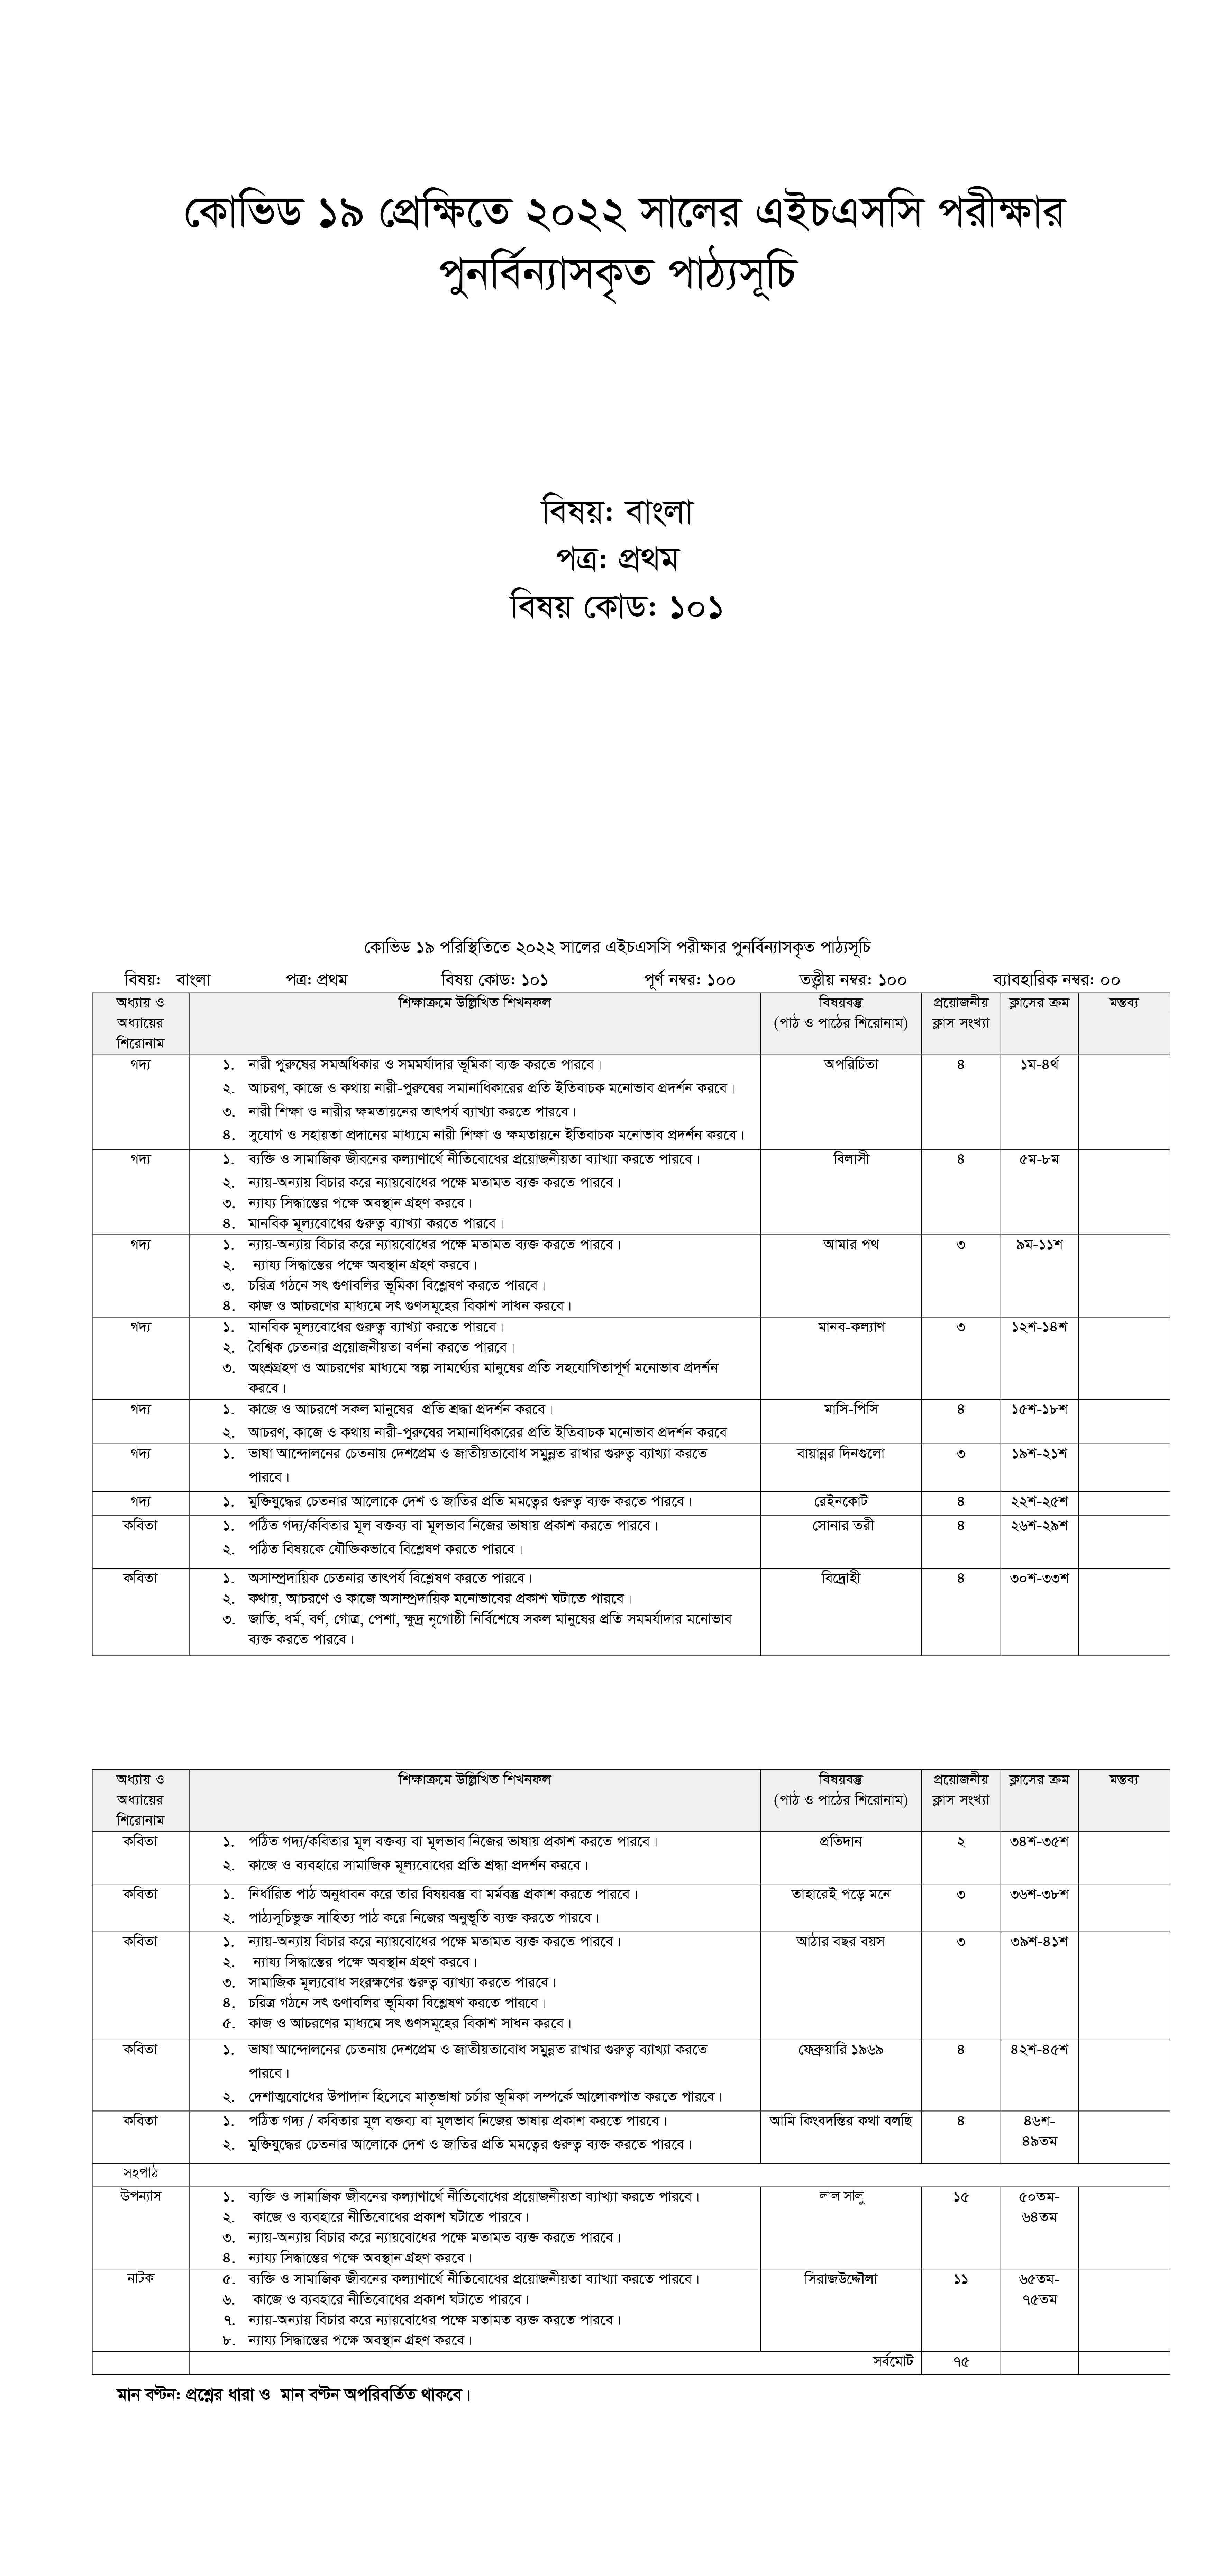 কোভিড ১৯ প্রেক্ষিতে ২০২২ সালের এইচএসসি পরীক্ষার
পুনর্বিন্যাসকৃত পাঠ্যসূচি
বিষয়: বাংলা
পত্র: প্রথম
বিষয় কোড: ১০১
কোভিড ১৯ পরিস্থিতিতে ২০২২ সালের এইচএসসি পরীক্ষার পুনর্বিন্যাসকৃত পাঠ্যসূচি
বিষয়: বাংলা পত্র: প্রথম বিষয় কোড: ১০১ পূর্ণ নম্বর: ১০০ তত্ত্বীয় নম্বর: ১০০ ব্যাবহারিক নম্বর: ০০
অধ্যায় ও শিক্ষাক্রমে উল্লিখিত শিখনফল বিষয়বস্তু প্রয়োজনীয় ক্লাসের ক্রম মন্তব্য
অধ্যায়ের (পাঠ ও পাঠের শিরোনাম) ক্লাস সংখ্যা
শিরোনাম
গদ্য ১. নারী পুরুষের সমঅধিকার ও সমমর্যাদার ভূমিকা ব্যক্ত করতে পারবে। অপরিচিতা ৪ ১ম-৪র্থ
২. আচরণ, কাজে ও কথায় নারী-পুরুষের সমানাধিকারের প্রতি ইতিবাচক মনোভাব প্রদর্শন করবে।
৩. নারী শিক্ষা ও নারীর ক্ষমতায়নের তাৎপর্য ব্যাখ্যা করতে পারবে।
৪. সুযোগ ও সহায়তা প্রদানের মাধ্যমে নারী শিক্ষা ও ক্ষমতায়নে ইতিবাচক মনোভাব প্রদর্শন করবে।
গদ্য ১. ব্যক্তি ও সামাজিক জীবনের কল্যাণার্থে নীতিবোধের প্রয়োজনীয়তা ব্যাখ্যা করতে পারবে। বিলাসী ৪ ৫ম-৮ম
২. ন্যায়-অন্যায় বিচার করে ন্যায়বোধের পক্ষে মতামত ব্যক্ত করতে পারবে।
৩. ন্যায্য সিদ্ধান্তের পক্ষে অবস্থান গ্রহণ করবে।
৪. মানবিক মূল্যবোধের গুরুত্ব ব্যাখ্যা করতে পারবে।
গদ্য ১. ন্যায়-অন্যায় বিচার করে ন্যায়বোধের পক্ষে মতামত ব্যক্ত করতে পারবে। আমার পথ ৩ ৯ম-১১শ
২. ন্যায্য সিদ্ধান্তের পক্ষে অবস্থান গ্রহণ করবে।
৩. চরিত্র গঠনে সৎ গুণাবলির ভূমিকা বিশ্লেষণ করতে পারবে।
৪. কাজ ও আচরণের মাধ্যমে সৎ গুণসমূহের বিকাশ সাধন করবে।
গদ্য ১. মানবিক মূল্যবোধের গুরুত্ব ব্যাখ্যা করতে পারবে। মানব-কল্যাণ ৩ ১২শ-১৪শ
২. বৈশ্বিক চেতনার প্রয়োজনীয়তা বর্ণনা করতে পারবে।
৩. অংশ্রগ্রহণ ও আচরণের মাধ্যমে স্বল্প সামর্থ্যের মানুষের প্রতি সহযোগিতাপূর্ণ মনোভাব প্রদর্শন
করবে।
গদ্য ১. কাজে ও আচরণে সকল মানুষের প্রতি শ্রদ্ধা প্রদর্শন করবে। মাসি-পিসি ৪ ১৫শ-১৮শ
২. আচরণ, কাজে ও কথায় নারী-পুরুষের সমানাধিকারের প্রতি ইতিবাচক মনোভাব প্রদর্শন করবে
গদ্য ১. ভাষা আন্দোলনের চেতনায় দেশপ্রেম ও জাতীয়তাবোধ সমুন্নত রাখার গুরুত্ব ব্যাখ্যা করতে বায়ান্নর দিনগুলো ৩ ১৯শ-২১শ
পারবে।
গদ্য ১. মুক্তিযুদ্ধের চেতনার আলোকে দেশ ও জাতির প্রতি মমত্বের গুরুত্ব ব্যক্ত করতে পারবে। রেইনকোট ৪ ২২শ-২৫শ
কবিতা ১. পঠিত গদ্য/কবিতার মূল বক্তব্য বা মূলভাব নিজের ভাষায় প্রকাশ করতে পারবে। সোনার তরী ৪ ২৬শ-২৯শ
২. পঠিত বিষয়কে যৌক্তিকভাবে বিশ্লেষণ করতে পারবে।
কবিতা ১. অসাম্প্রদায়িক চেতনার তাৎপর্য বিশ্লেষণ করতে পারবে। বিদ্রোহী ৪ ৩০শ-৩৩শ
২. কথায়, আচরণে ও কাজে অসাম্প্রদায়িক মনোভাবের প্রকাশ ঘটাতে পারবে।
৩. জাতি, ধর্ম, বর্ণ, গোত্র, পেশা, ক্ষুদ্র নৃগোষ্ঠী নির্বিশেষে সকল মানুষের প্রতি সমমর্যাদার মনোভাব
ব্যক্ত করতে পারবে।
অধ্যায় ও শিক্ষাক্রমে উল্লিখিত শিখনফল বিষয়বস্তু প্রয়োজনীয় ক্লাসের ক্রম মন্তব্য
অধ্যায়ের (পাঠ ও পাঠের শিরোনাম) ক্লাস সংখ্যা
শিরোনাম
কবিতা ১. পঠিত গদ্য/কবিতার মূল বক্তব্য বা মূলভাব নিজের ভাষায় প্রকাশ করতে পারবে। প্রতিদান ২ ৩৪শ-৩৫শ
২. কাজে ও ব্যবহারে সামাজিক মূল্যবোধের প্রতি শ্রদ্ধা প্রদর্শন করবে।
কবিতা ১. নির্ধারিত পাঠ অনুধাবন করে তার বিষয়বস্তু বা মর্মবস্তু প্রকাশ করতে পারবে। তাহারেই পড়ে মনে ৩ ৩৬শ-৩৮শ
২. পাঠ্যসূচিভুক্ত সাহিত্য পাঠ করে নিজের অনুভূতি ব্যক্ত করতে পারবে।
কবিতা ১. ন্যায়-অন্যায় বিচার করে ন্যায়বোধের পক্ষে মতামত ব্যক্ত করতে পারবে। আঠার বছর বয়স ৩ ৩৯শ-৪১শ
২. ন্যায্য সিদ্ধান্তের পক্ষে অবস্থান গ্রহণ করবে।
৩. সামাজিক মূল্যবোধ সংরক্ষণের গুরুত্ব ব্যাখ্যা করতে পারবে।
৪. চরিত্র গঠনে সৎ গুণাবলির ভূমিকা বিশ্লেষণ করতে পারবে।
৫. কাজ ও আচরণের মাধ্যমে সৎ গুণসমূহের বিকাশ সাধন করবে।
কবিতা ১. ভাষা আন্দোলনের চেতনায় দেশপ্রেম ও জাতীয়তাবোধ সমুন্নত রাখার গুরুত্ব ব্যাখ্যা করতে ফেব্রুয়ারি ১৯৬৯ ৪ ৪২শ-৪৫শ
পারবে।
২. দেশাত্মবোধের উপাদান হিসেবে মাতৃভাষা চর্চার ভূমিকা সম্পর্কে আলোকপাত করতে পারবে।
কবিতা ১. পঠিত গদ্য / কবিতার মূল বক্তব্য বা মূলভাব নিজের ভাষায় প্রকাশ করতে পারবে। আমি কিংবদন্তির কথা বলছি ৪ ৪৬শ-
২. মুক্তিযুদ্ধের চেতনার আলোকে দেশ ও জাতির প্রতি মমত্বের গুরুত্ব ব্যক্ত করতে পারবে। ৪৯তম
সহপাঠ
উপন্যাস ১. ব্যক্তি ও সামাজিক জীবনের কল্যাণার্থে নীতিবোধের প্রয়োজনীয়তা ব্যাখ্যা করতে পারবে। লাল সালু ১৫ ৫০তম-
২. কাজে ও ব্যবহারে নীতিবোধের প্রকাশ ঘটাতে পারবে। ৬৪তম
৩. ন্যায়-অন্যায় বিচার করে ন্যায়বোধের পক্ষে মতামত ব্যক্ত করতে পারবে।
৪. ন্যায্য সিদ্ধান্তের পক্ষে অবস্থান গ্রহণ করবে।
নাটক ৫. ব্যক্তি ও সামাজিক জীবনের কল্যাণার্থে নীতিবোধের প্রয়োজনীয়তা ব্যাখ্যা করতে পারবে। সিরাজউদ্দৌলা ১১ ৬৫তম-
৬. কাজে ও ব্যবহারে নীতিবোধের প্রকাশ ঘটাতে পারবে। ৭৫তম
৭. ন্যায়-অন্যায় বিচার করে ন্যায়বোধের পক্ষে মতামত ব্যক্ত করতে পারবে।
৮. ন্যায্য সিদ্ধান্তের পক্ষে অবস্থান গ্রহণ করবে।
সর্বমোট ৭৫
মান বণ্টন: প্রশ্নের ধারা ও মান বণ্টন অপরিবর্তিত থাকবে।